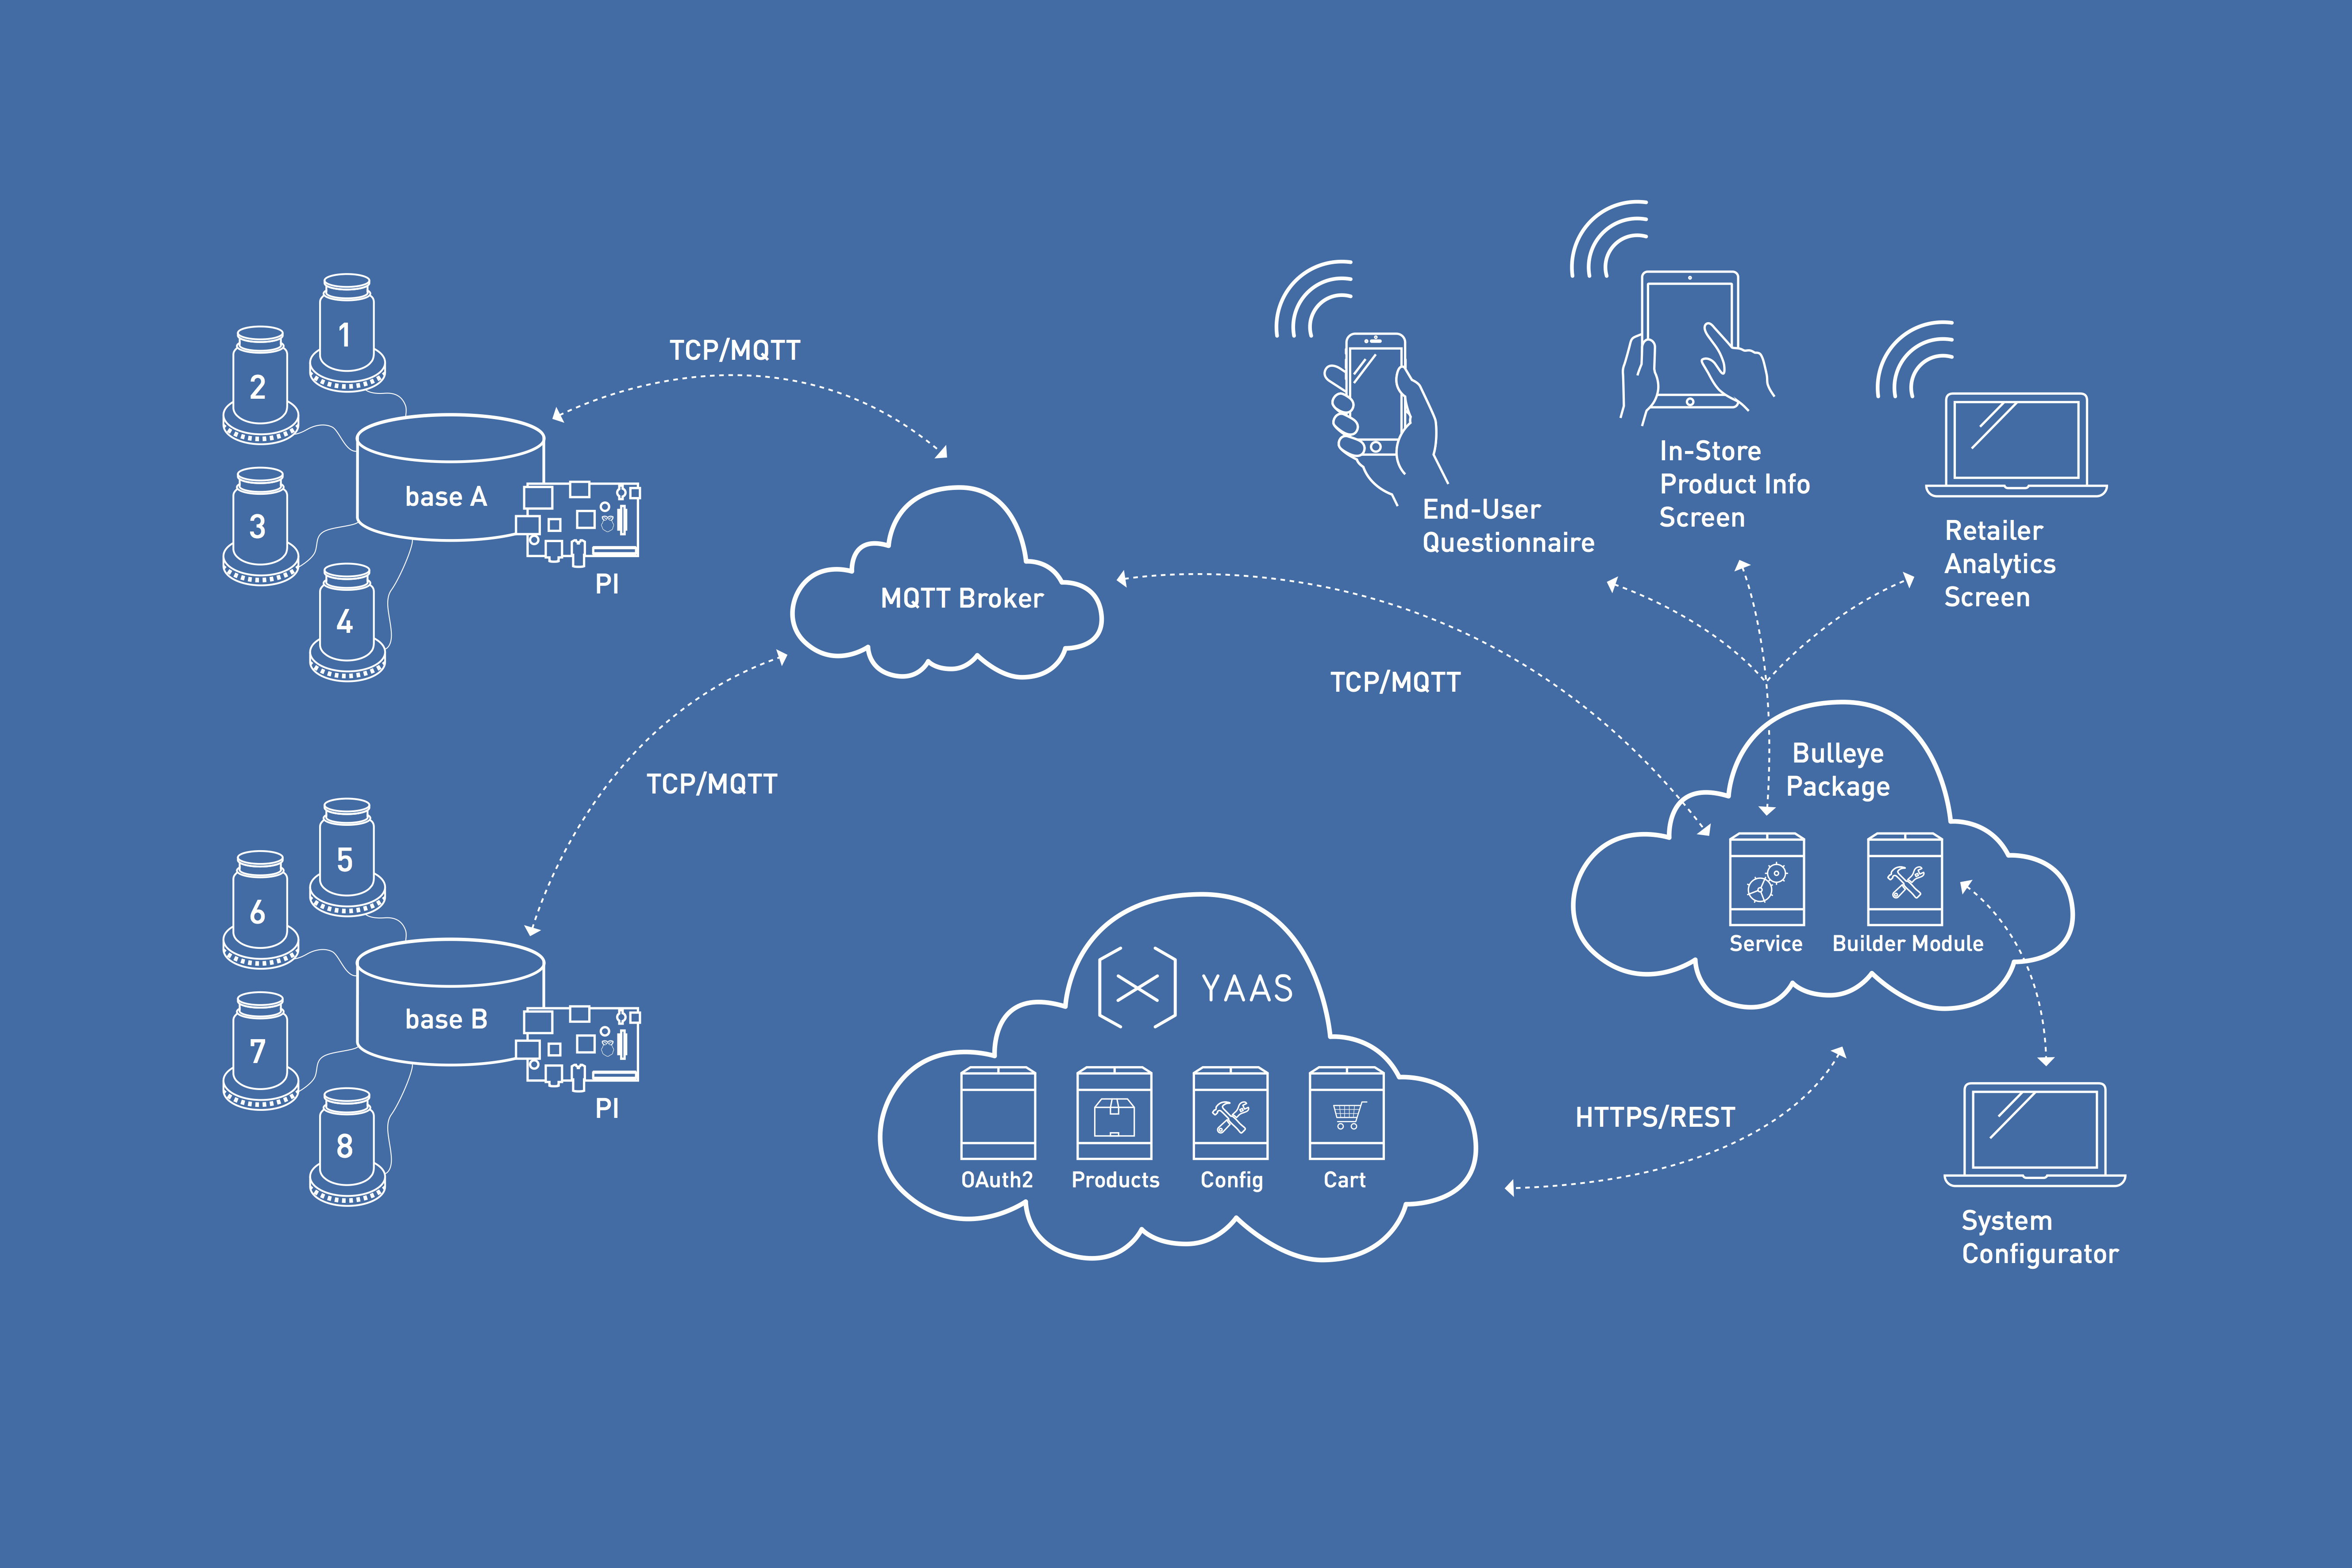 1
2
3
4
base A
PI
TCP/MQTT
MQTT Broker
TCP/MQTT
5
6
7
8
base B
PI
End-User
Questionnaire
In-Store
Product Info
Screen
Retailer
Analytics
Screen
TCP/MQTT
Bulleye
Package
Service
Builder Module
YAAS
OAuth2
Products
Config
Cart
HTTPS/REST
System
Configurator